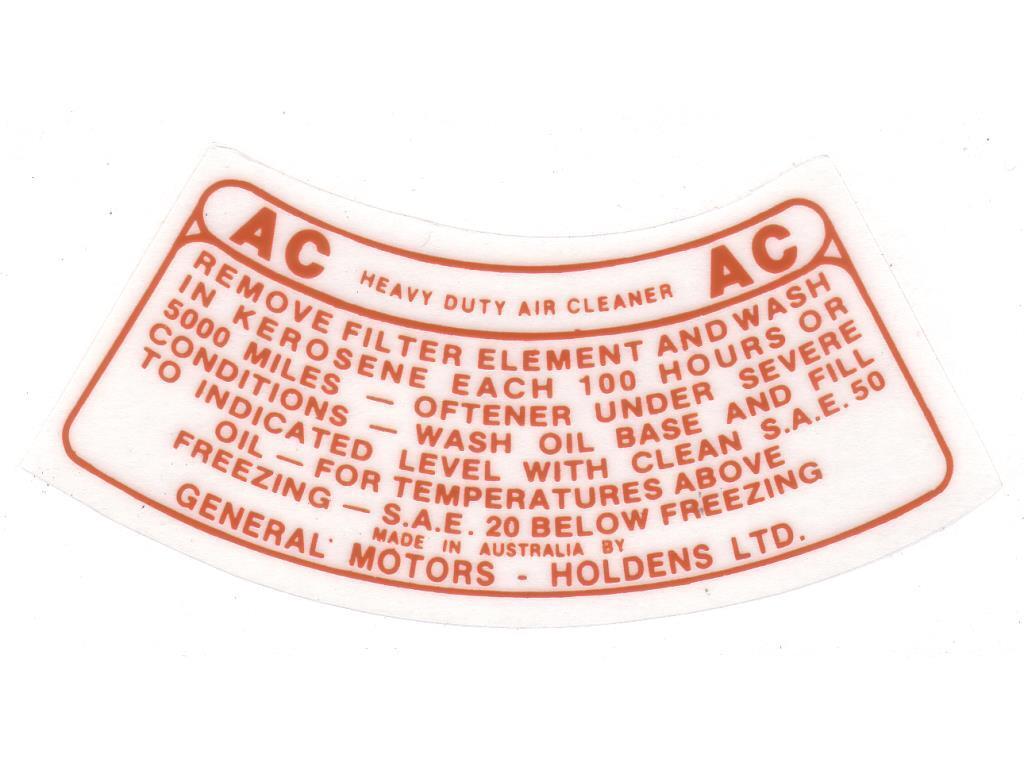 AC HEAVY DUTY AIR CLEANER AC
REMOVE FILTER ELEMENT AND WASH
IN KEROSENE EACH 100 HOURS OR
5000 MILES — OFTENER UNDER SEVERE
CONDITIONS — WASH OIL BASE AND FILL
TO INDICATED LEVEL WITH CLEAN S.A.E. 50
OIL — FOR TEMPERATURES ABOVE
FREEZING — S.A.E. 20 BELOW FREEZING
MADE IN AUSTRALIA BY
GENERAL MOTORS - HOLDENS LTD.